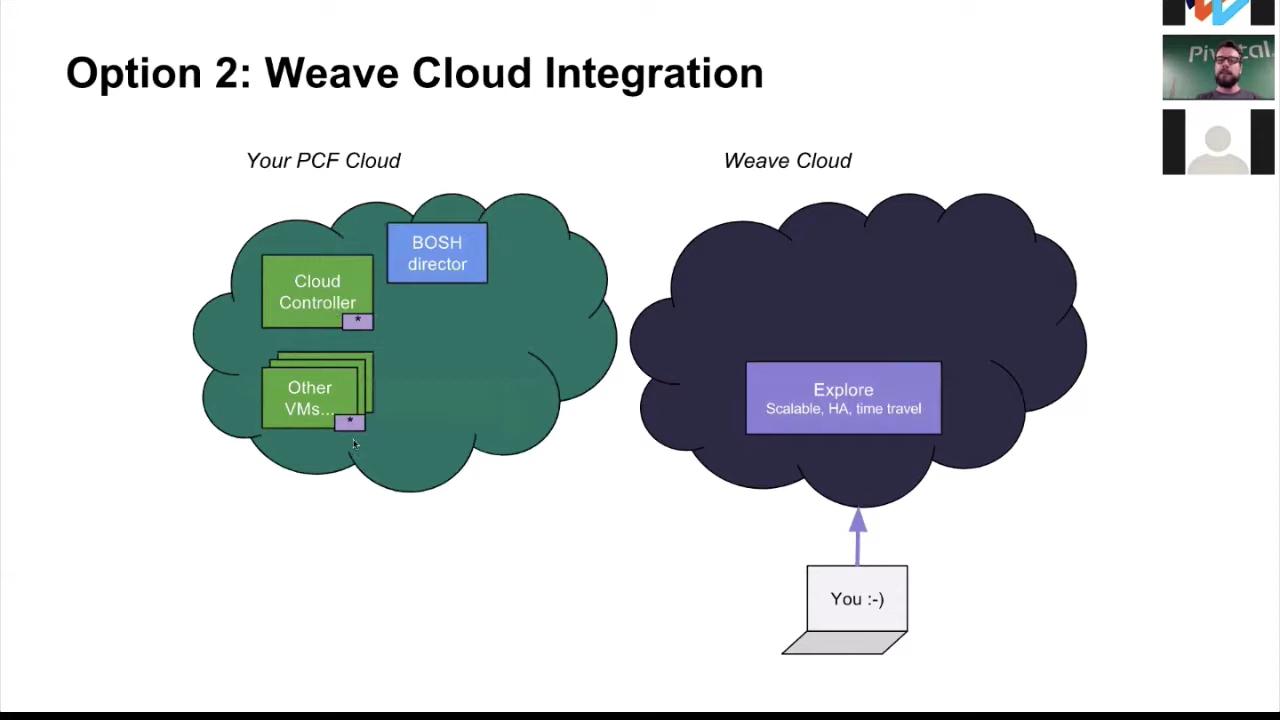 Option 2: Weave Cloud Integration
Your PCF Cloud
Weave Cloud
BOSH
director
Cloud
Controller
*
Other
VMs...
*
Explore
Scalable, HA, time travel
You :-)
Pivotal